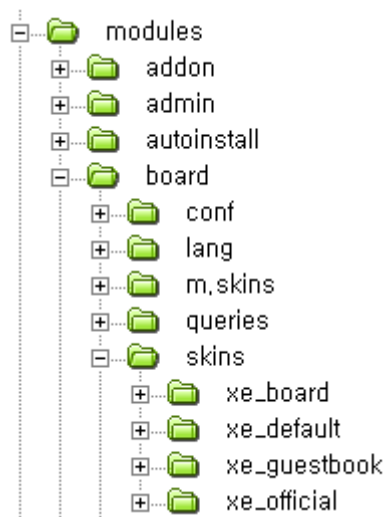 modules
addon
admin
autoinstall
board
conf
lang
m.skins
queries
skins
xe_board
xe_default
xe_guestbook
xe_official